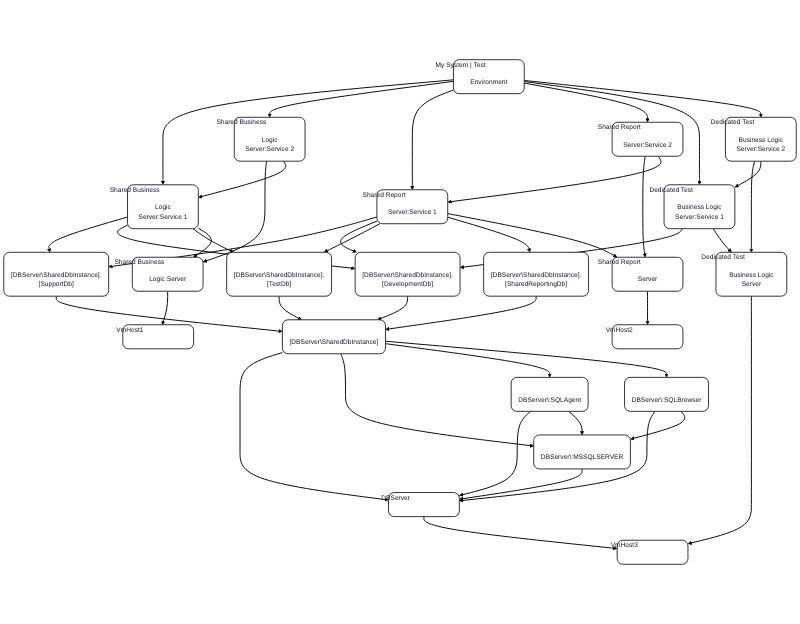 My System | Test
Environment
Shared Business
Logic
Server:Service 2
Shared Report
Server:Service 2
Dedicated Test
Business Logic
Server:Service 2
Shared Business
Logic
Server:Service 1
Shared Report
Server:Service 1
Dedicated Test
Business Logic
Server:Service 1
[DBServer\SharedDbInstance].
[SupportDb]
Shared Business
Logic Server
[DBServer\SharedDbInstance].
[TestDb]
[DBServer\SharedDbInstance].
[DevelopmentDb]
[DBServer\SharedDbInstance].
[SharedReportingDb]
Shared Report
Server
Dedicated Test
Business Logic
Server
VmHost1
[DBServer\SharedDbInstance]
VmHost2
DBServer\:SQLAgent
DBServer\:SQLBrowser
DBServer\:MSSQLSERVER
DBServer
VmHost3